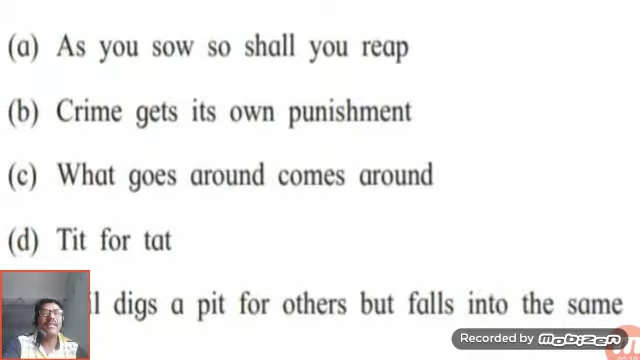 (a) As you sow so shall you reap
(b) Crime gets its own punishment
(c) What goes around comes around
(d) Tit for tat
digs a pit for others but falls into the same
Recorded by mobizen